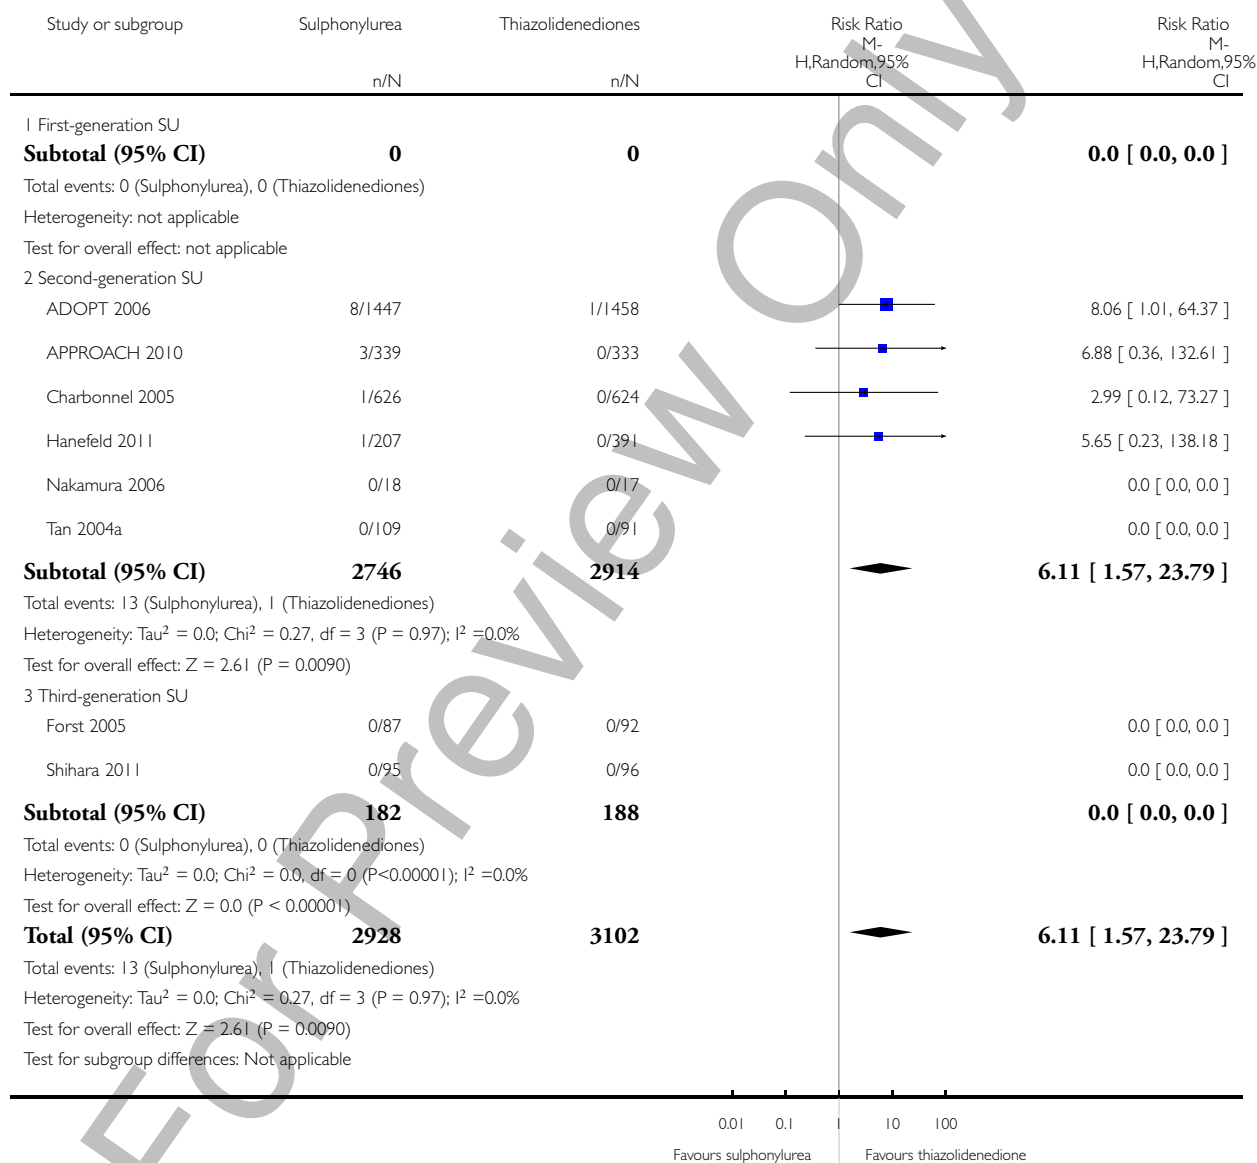 Study or subgroup Sulphonylurea Thiazolidenediones Risk Ratio Risk Ratio
M- M-
H,Random,95% H,Random,95%
n/N n/N CI CI
1 First-generation SU
Subtotal (95% CI) 0 0 0.0 [ 0.0, 0.0 ]
Total events: 0 (Sulphonylurea), 0 (Thiazolidenediones)
Heterogeneity: not applicable
Test for overall effect: not applicable
2 Second-generation SU
ADOPT 2006 8/1447 1/1458 8.06 [ 1.01, 64.37 ]
APPROACH 2010 3/339 0/333 6.88 [ 0.36, 132.61 ]
Charbonnel 2005 1/626 0/624 2.99 [ 0.12, 73.27 ]
Hanefeld 2011 1/207 0/391 5.65 [ 0.23, 138.18 ]
Nakamura 2006 0/18 0/17 0.0 [ 0.0, 0.0 ]
Tan 2004a 0/109 0/91 0.0 [ 0.0, 0.0 ]
Subtotal (95% CI) 2746 2914 6.11 [ 1.57, 23.79 ]
Total events: 13 (Sulphonylurea), 1 (Thiazolidenediones)
Heterogeneity: Tau² = 0.0; Chi² = 0.27, df = 3 (P = 0.97); I² =0.0%
Test for overall effect: Z = 2.61 (P = 0.0090)
3 Third-generation SU
Forst 2005 0/87 0/92 0.0 [ 0.0, 0.0 ]
Shihara 2011 0/95 0/96 0.0 [ 0.0, 0.0 ]
Subtotal (95% CI) 182 188 0.0 [ 0.0, 0.0 ]
Total events: 0 (Sulphonylurea), 0 (Thiazolidenediones)
Heterogeneity: Tau² = 0.0; Chi² = 0.0, df = 0 (P<0.00001); I² =0.0%
Test for overall effect: Z = 0.0 (P < 0.00001)
Total (95% CI) 2928 3102 6.11 [ 1.57, 23.79 ]
Total events: 13 (Sulphonylurea), 1 (Thiazolidenediones)
Heterogeneity: Tau² = 0.0; Chi² = 0.27, df = 3 (P = 0.97); I² =0.0%
Test for overall effect: Z = 2.61 (P = 0.0090)
Test for subgroup differences: Not applicable
0.01 0.1 1 10 100
Favours sulphonylurea Favours thiazolidenedione
For Preview Only